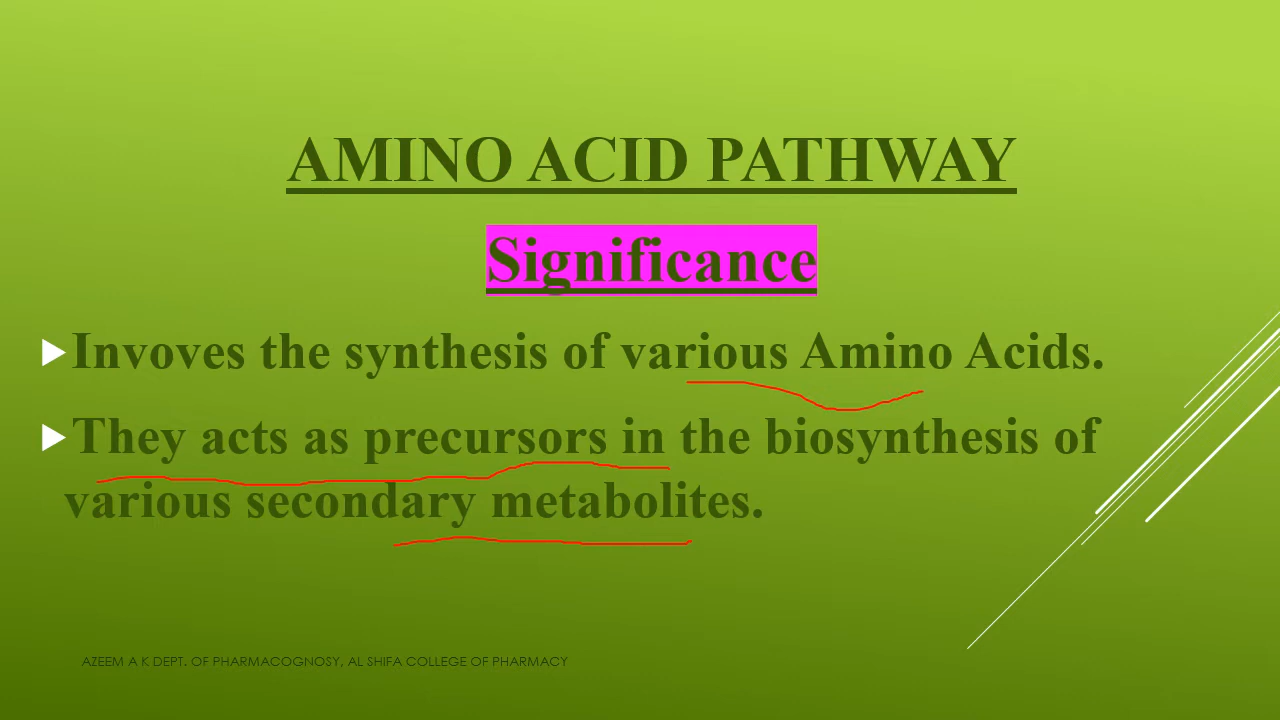 AMINO ACID PATHWAY
Significance
Invoves the synthesis of various Amino Acids.
They acts as precursors in the biosynthesis of
various secondary metabolites.
AZEEM A K DEPT. OF PHARMACOGNOSY, AL SHIFA COLLEGE OF PHARMACY